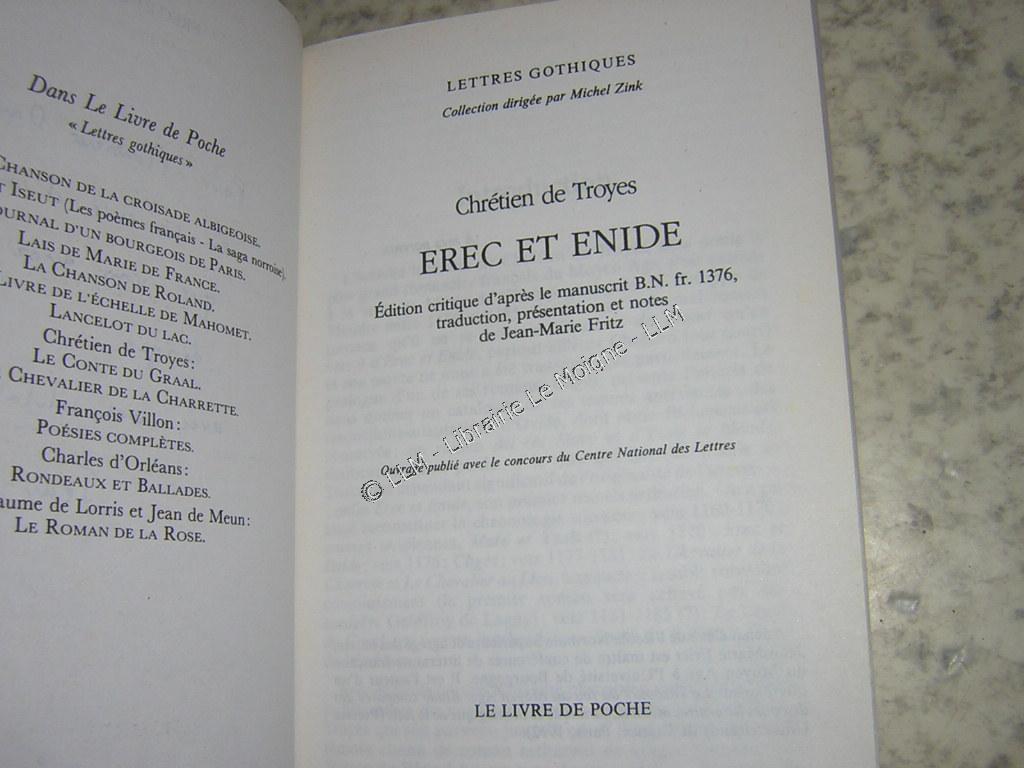 Dans Le Livre de Poche
« Lettres gothiques »
CHANSON DE LA CROISADE ALBIGEOISE.
ISEUT (Les poèmes français - La saga norroise).
JOURNAL D'UN BOURGEOIS DE PARIS.
LAIS DE MARIE DE FRANCE.
LA CHANSON DE ROLAND.
LIVRE DE L'ÉCHELLE DE MAHOMET.
LANCELOT DU LAC.
Chrétien de Troyes :
LE CONTE DU GRAAL.
CHEVALIER DE LA CHARRETTE.
François Villon :
POÉSIES COMPLÈTES.
Charles d'Orléans :
RONDEAUX ET BALLADES.
de Lorris et Jean de Meun :
LE ROMAN DE LA ROSE.
LETTRES GOTHIQUES
Collection dirigée par Michel Zink
Chrétien de Troyes
EREC ET ENIDE
Édition critique d'après le manuscrit B.N. fr. 1376,
traduction, présentation et notes
de Jean-Marie Fritz
Ouvrage publié avec le concours du Centre National des Lettres
LE LIVRE DE POCHE
© LLM - Librairie Le Moigne - LLM